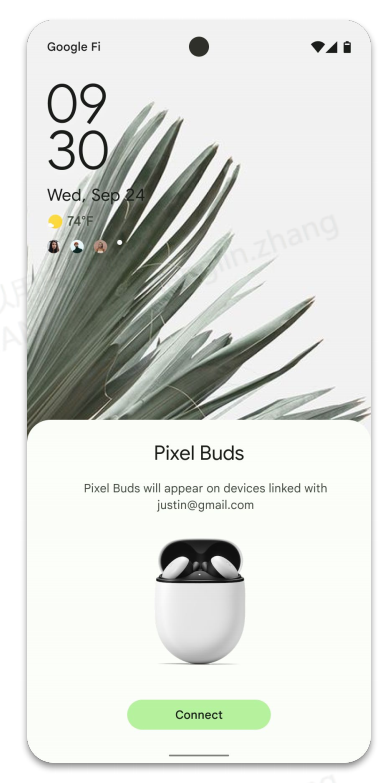 Google Fi
09
30
Wed, Sep 24
74°F
Pixel Buds
Pixel Buds will appear on devices linked with
justin@gmail.com
Connect